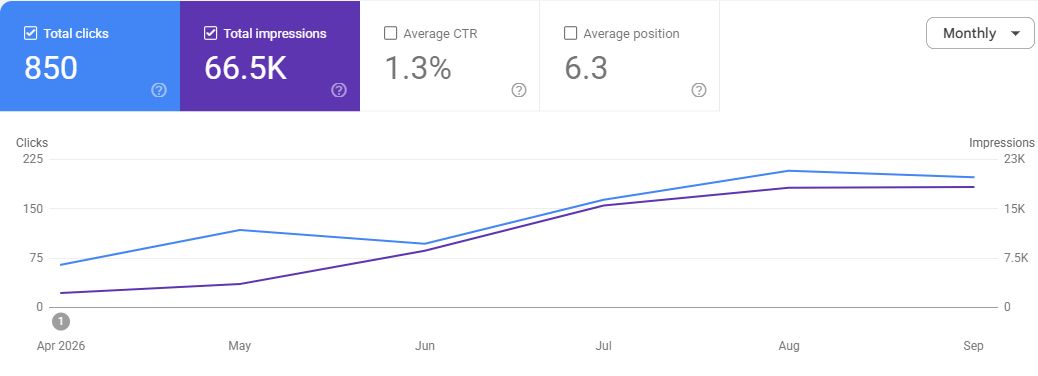 Total clicks
850
Total impressions
66.5K
Average CTR
1.3%
Average position
6.3
Monthly
Clicks
Impressions
225
23K
150
15K
75
7.5K
0
0
1
Apr 2026
May
Jun
Jul
Aug
Sep